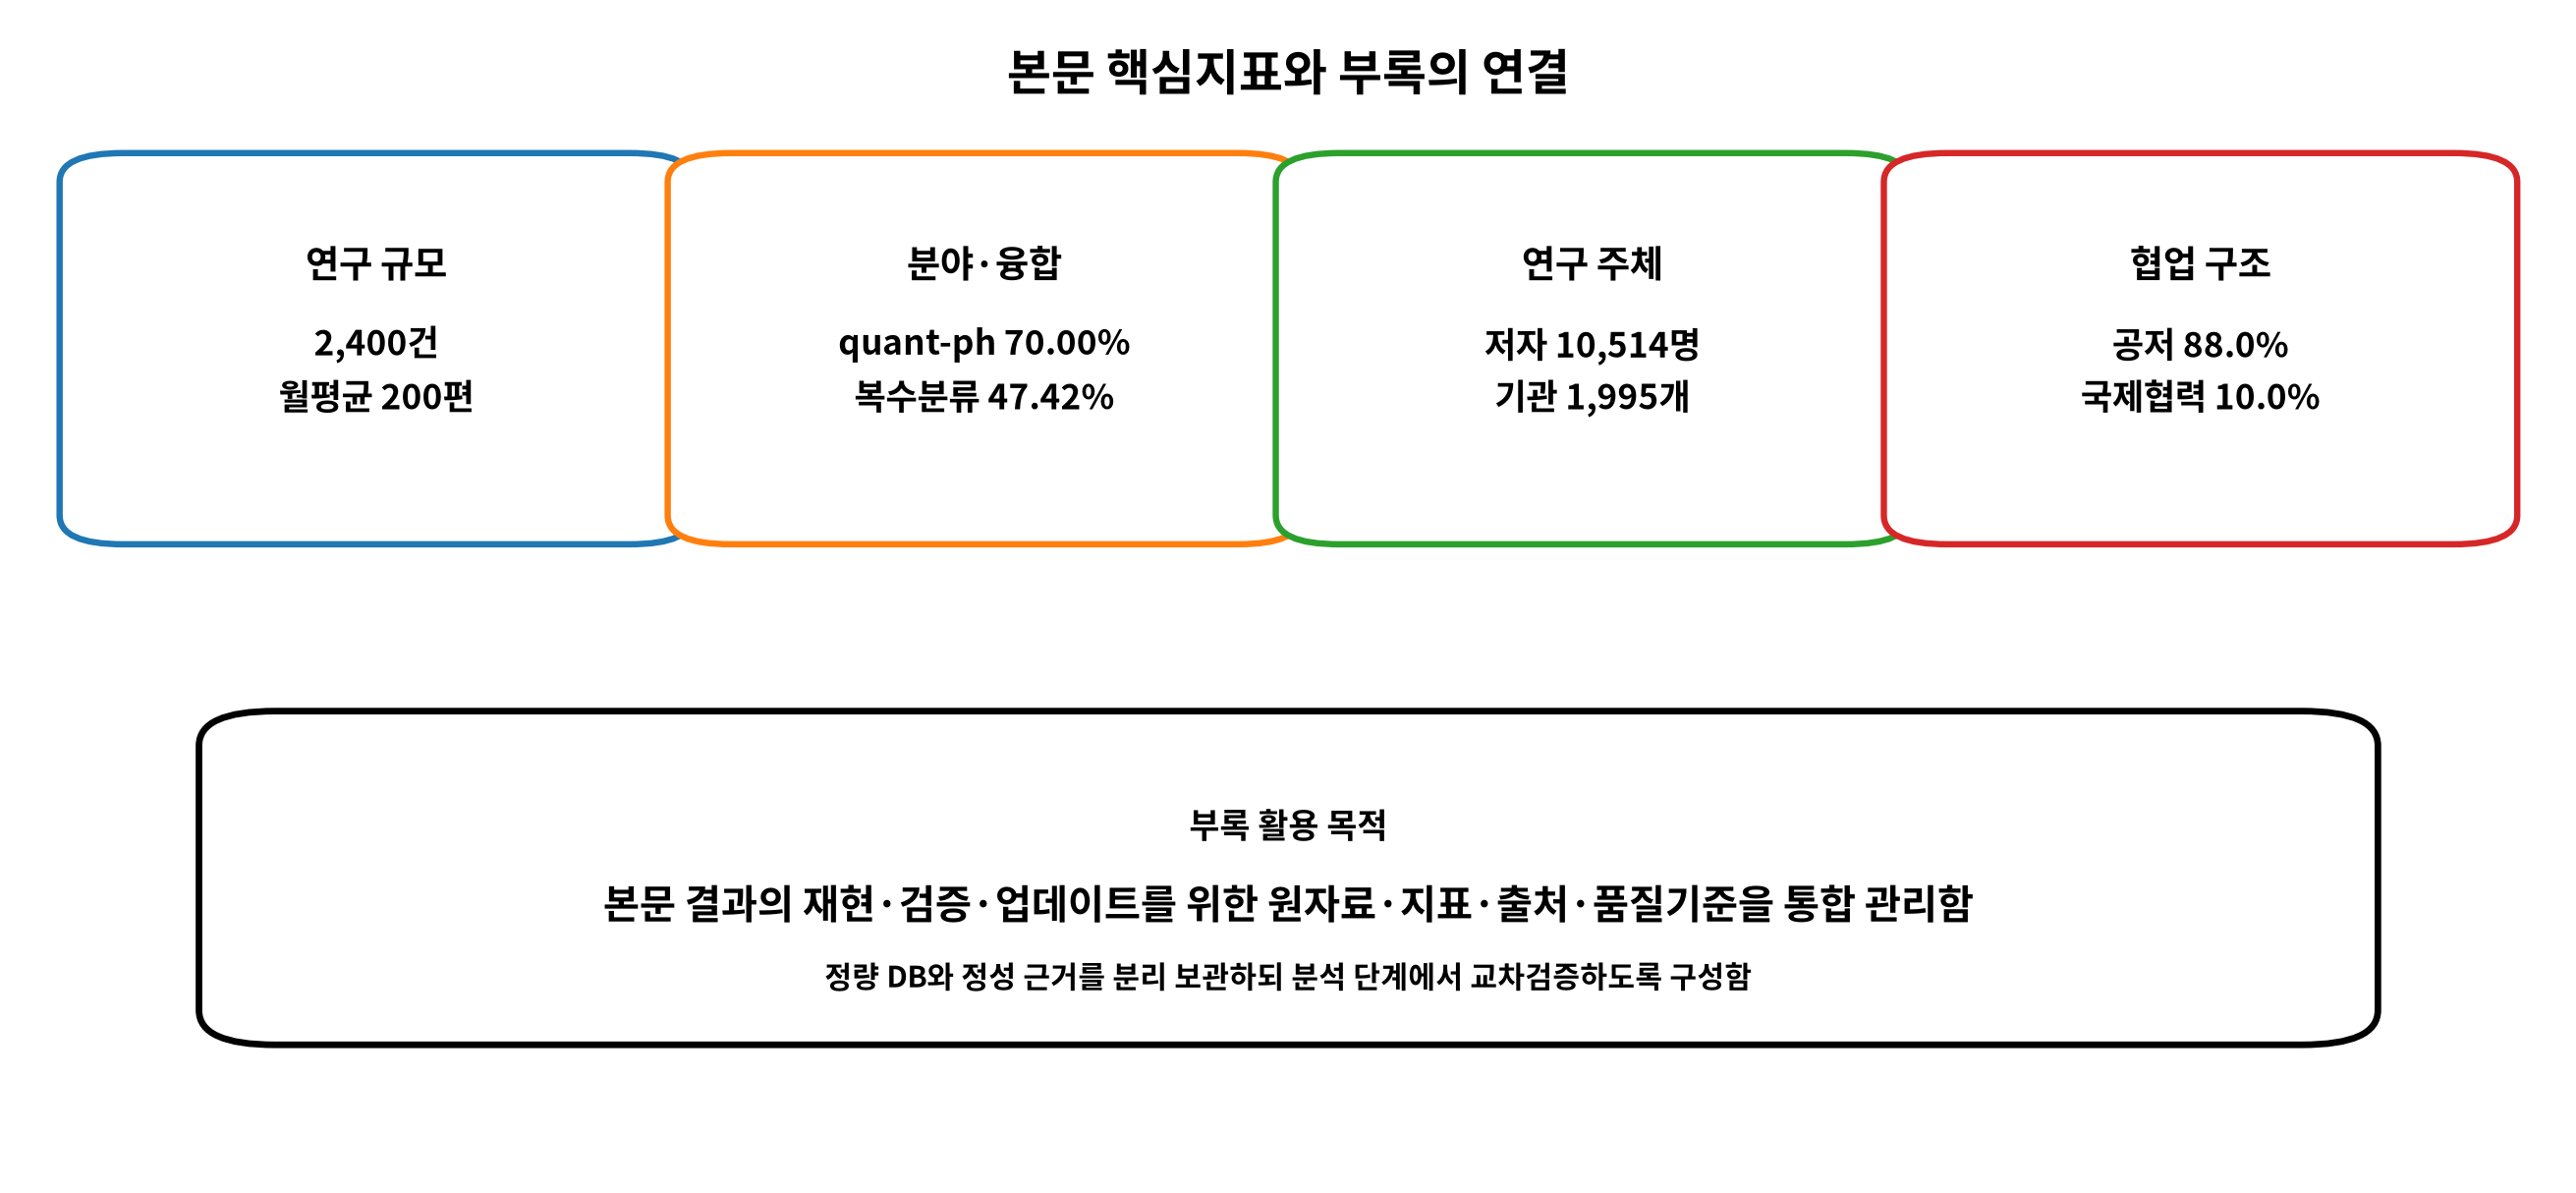 본문 핵심지표와 부록의 연결
연구 규모
2,400건
월평균 200편
분야·융합
quant-ph 70.00%
복수분류 47.42%
연구 주체
저자 10,514명
기관 1,995개
협업 구조
공저 88.0%
국제협력 10.0%
부록 활용 목적
본문 결과의 재현·검증·업데이트를 위한 원자료·지표·출처·품질기준을 통합 관리함
정량 DB와 정성 근거를 분리 보관하되 분석 단계에서 교차검증하도록 구성함